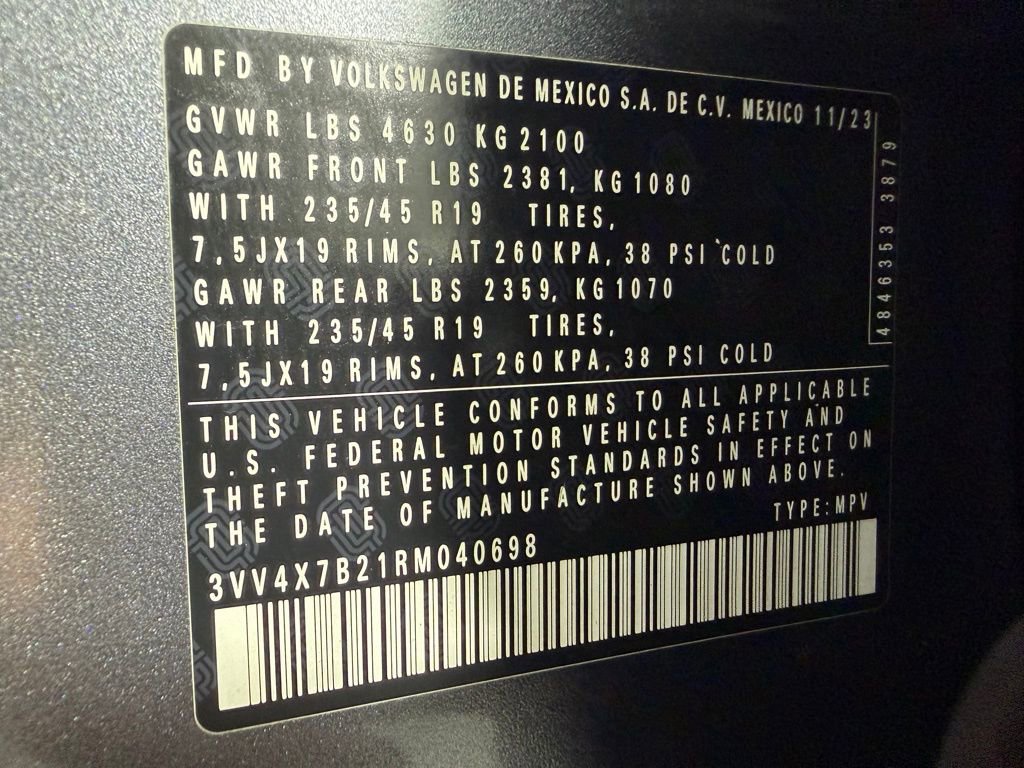 MFD BY VOLKSWAGEN DE MEXICO S.A. DE C.V. MEXICO 11/23
GVWR LBS 4630 KG 2100
GAWR FRONT LBS 2381, KG 1080
WITH 235/45 R19 TIRES,
7,5JX19 RIMS, AT 260 KPA, 38 PSI COLD
GAWR REAR LBS 2359, KG 1070
WITH 235/45 R19 TIRES,
7,5JX19 RIMS, AT 260 KPA, 38 PSI COLD
4846353 3879
THIS VEHICLE CONFORMS TO ALL APPLICABLE
U.S. FEDERAL MOTOR VEHICLE SAFETY AND
THEFT PREVENTION STANDARDS IN EFFECT ON
THE DATE OF MANUFACTURE SHOWN ABOVE.
TYPE:MPV
3VV4X7B21RM040698